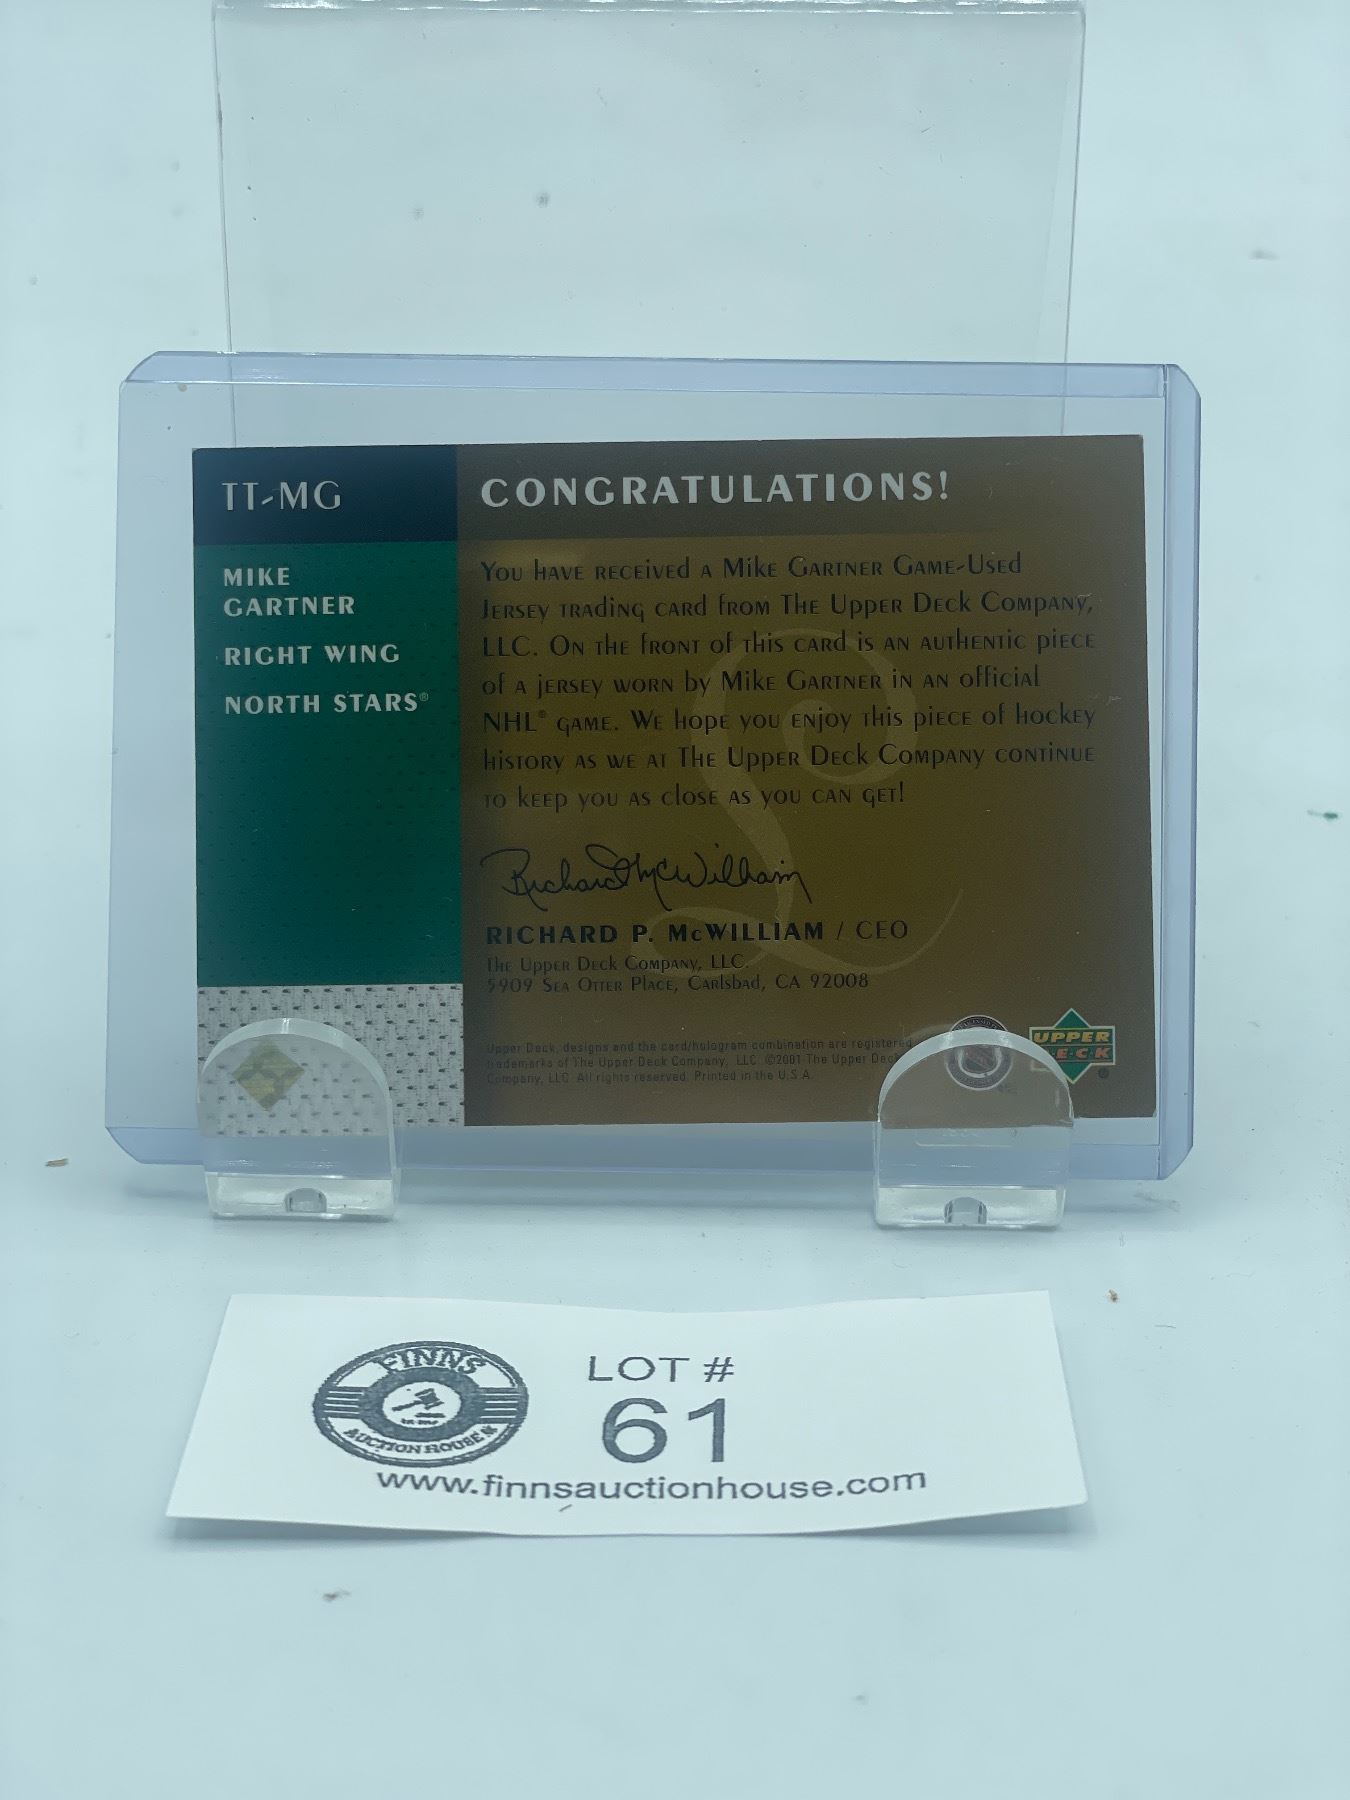 TT-MG
MIKE
GARTNER
RIGHT WING
NORTH STARS®
CONGRATULATIONS!
You have received a Mike Gartner Game-Used
Jersey trading card from The Upper Deck Company,
LLC. On the front of this card is an authentic piece
of a jersey worn by Mike Gartner in an official
NHL® game. We hope you enjoy this piece of hockey
history as we at The Upper Deck Company continue
to keep you as close as you can get!
Richard McWilliam
RICHARD P. McWILLIAM / CEO
The Upper Deck Company, LLC.
5909 Sea Otter Place, Carlsbad, CA 92008
Upper Deck, designs and the card/hologram combination are registered
trademarks of The Upper Deck Company, LLC. ©2001 The Upper Deck
Company, LLC. All rights reserved. Printed in the U.S.A.
UPPER
DECK
FINNS
AUCTION HOUSE
LOT #
61
www.finnsauctionhouse.com